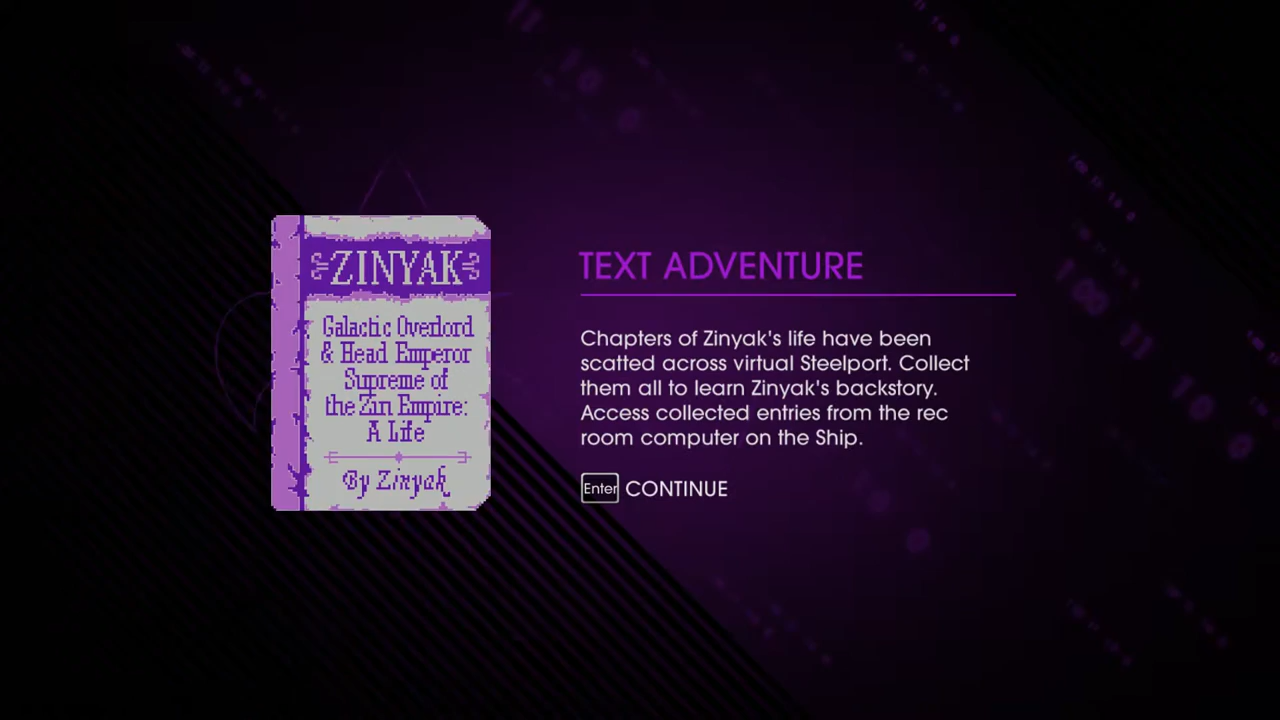 ZINYAK
Galactic Overlord
& Head Emperor
Supreme of
the Zin Empire:
A Life
By Zinyak
TEXT ADVENTURE
Chapters of Zinyak's life have been
scatted across virtual Steelport. Collect
them all to learn Zinyak's backstory.
Access collected entries from the rec
room computer on the Ship.
Enter CONTINUE